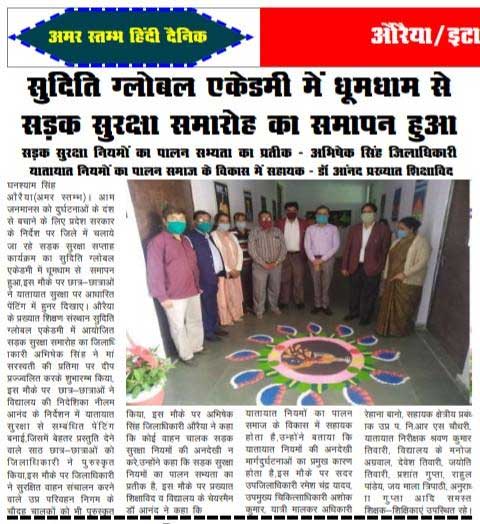 अमर स्तम्भ हिंदी दैनिक
औरैया/इटा
सुदिति ग्लोबल एकेडमी में धूमधाम से
सड़क सुरक्षा समारोह का समापन हुआ
सड़क सुरक्षा नियमों का पालन सभ्यता का प्रतीक - अभिषेक सिंह जिलाधिकारी
यातायात नियमों का पालन समाज के विकास में सहायक - डॉ आनंद प्रख्यात शिक्षाविद
घनश्याम सिंह
औरैया(अमर स्तम्भ)। आम
जनमानस को दुर्घटनाओं के दंश
से बचाने के लिए प्रदेश सरकार
के निर्देश पर जिले में चलाये
जा रहे सड़क सुरक्षा सप्ताह
कार्यक्रम का सुदिति ग्लोबल
एकेडमी में धूमधाम से समापन
हुआ,इस मौके पर छात्र-छात्राओं
ने यातायात सुरक्षा पर आधारित
पेंटिंग में हुनर दिखाए। औरैया
के प्रख्यात शिक्षण संस्थान सुदिति
ग्लोबल एकेडमी में आयोजित
सड़क सुरक्षा समारोह का जिलाधि
कारी अभिषेक सिंह ने मां
सरस्वती की प्रतिमा पर दीप
प्रज्ज्वलित करके शुभारम्भ किया,
इस मौके पर छात्र-छात्राओं ने
विद्यालय की निदेशिका नीलम
आनंद के निर्देशन में यातायात
सुरक्षा से सम्बंधित पेंटिंग
बनाई,जिसमें बेहतर प्रस्तुति देने
वाले साठ छात्र-छात्राओं को
जिलाधिकारी ने पुरुस्कृत
किया,इस मौके पर जिलाधिकारी
ने सुरक्षित वाहन संचालन करने
वाले उप्र परिवहन निगम के
चौदह चालकों को भी पुरुस्कृत
किया, इस मौके पर अभिषेक
सिंह जिलाधिकारी औरैया ने कहा
कि कोई वाहन चालक सड़क
सुरक्षा नियमों की अनदेखी न
करे,उन्होंने कहा कि सड़क सुरक्षा
नियमों का पालन सभ्यता का
प्रतीक है, इस मौके पर प्रख्यात
शिक्षाविद व विद्यालय के चेयरमैन
डॉ आनंद ने कहा कि
यातायात नियमों का पालन
समाज के विकास में सहायक
होता है,उन्होंने बताया कि
यातायात नियमों की अनदेखी
मार्गदुर्घटनाओं का प्रमुख कारण
होता है,इस मौके पर सदर
उपजिलाधिकारी रमेश चंद्र यादव,
उपमुख्य चिकित्साधिकारी अशोक
कुमार, यात्री मालकर अधिकारी
रेहाना बानो, सहायक क्षेत्रीय प्रबं
क उप्र प. नि.आर एस चौधरी,
यातायात निरीक्षक श्रवण कुमार
तिवारी, विद्यालय के मनोज
अग्रवाल, देवेश तिवारी, ज्योति
तिवारी, प्रशांत गुप्ता, राहुल
पांडेय, जय माला त्रिपाठी, अनुरा
ग गुप्ता आदि समस्त
शिक्षक-शिक्षिकाएं उपस्थित रहे।